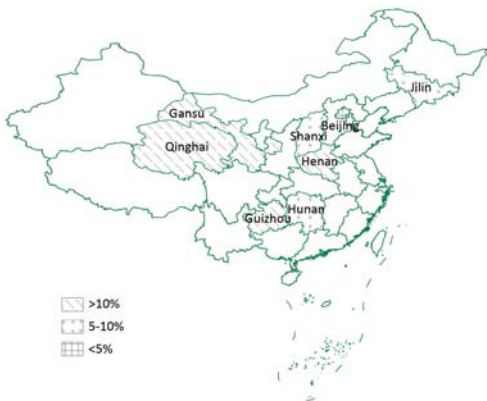 Jilin
Gansu
Beijing
Shanxi
Qinghai
Henan
Hunan
Guizhou
>10%
5-10%
<5%